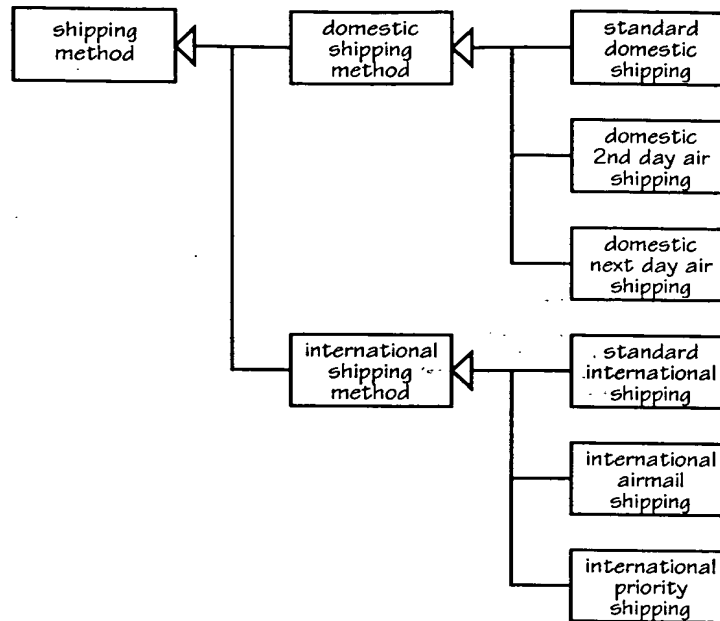 shipping
method
domestic
shipping
method
standard
domestic
shipping
domestic
2nd day air
shipping
domestic
next day air
shipping
international
shipping
method
standard
international
shipping
international
airmail
shipping
international
priority
shipping